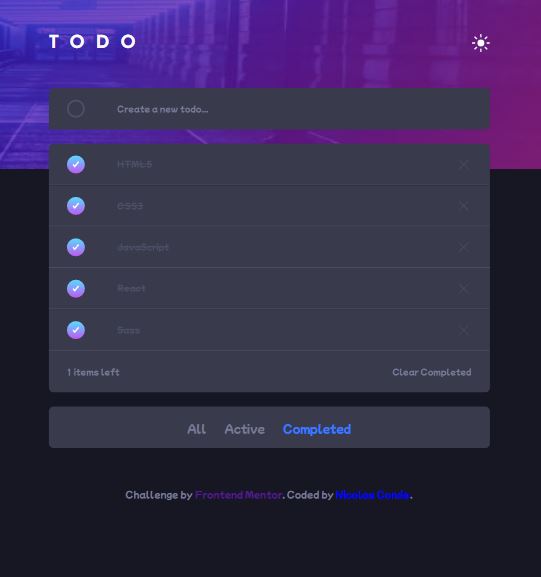 TODO
Create a new todo...
HTML5
CSS3
JavaScript
React
Sass
1 items left
Clear Completed
All Active Completed
Challenge by Frontend Mentor. Coded by Nicolas Conde.